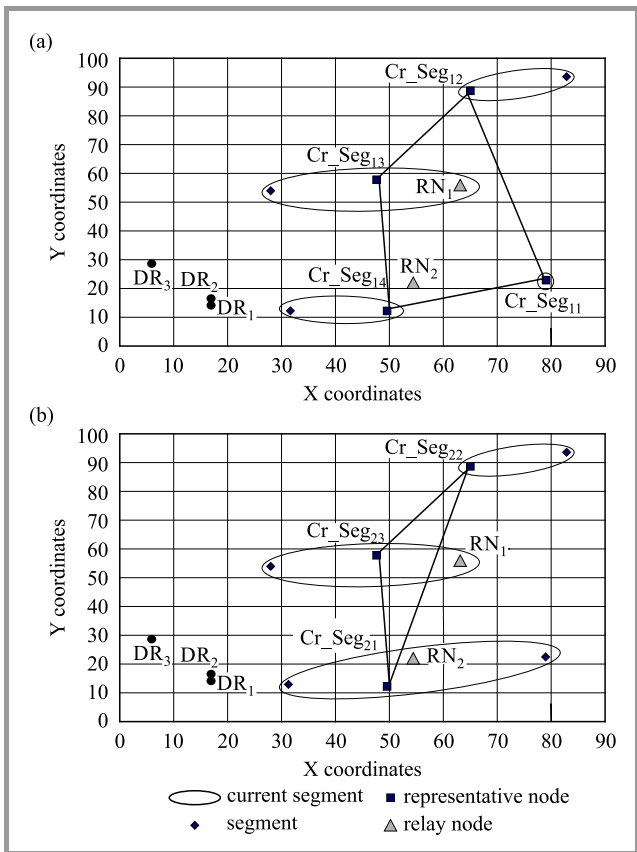 (a)
100
90
80
70
60
50
40
30
20
10
0
Y coordinates
Cr_Seg12
Cr_Seg13
RN1
RN2
Cr_Seg14
Cr_Seg11
DR3
DR2
DR1
0 10 20 30 40 50 60 70 80 90
X coordinates
(b)
100
90
80
70
60
50
40
30
20
10
0
Y coordinates
Cr_Seg22
Cr_Seg23
RN1
Cr_Seg21
RN2
DR3
DR2
DR1
0 10 20 30 40 50 60 70 80 90
X coordinates
current segment representative node
segment relay node